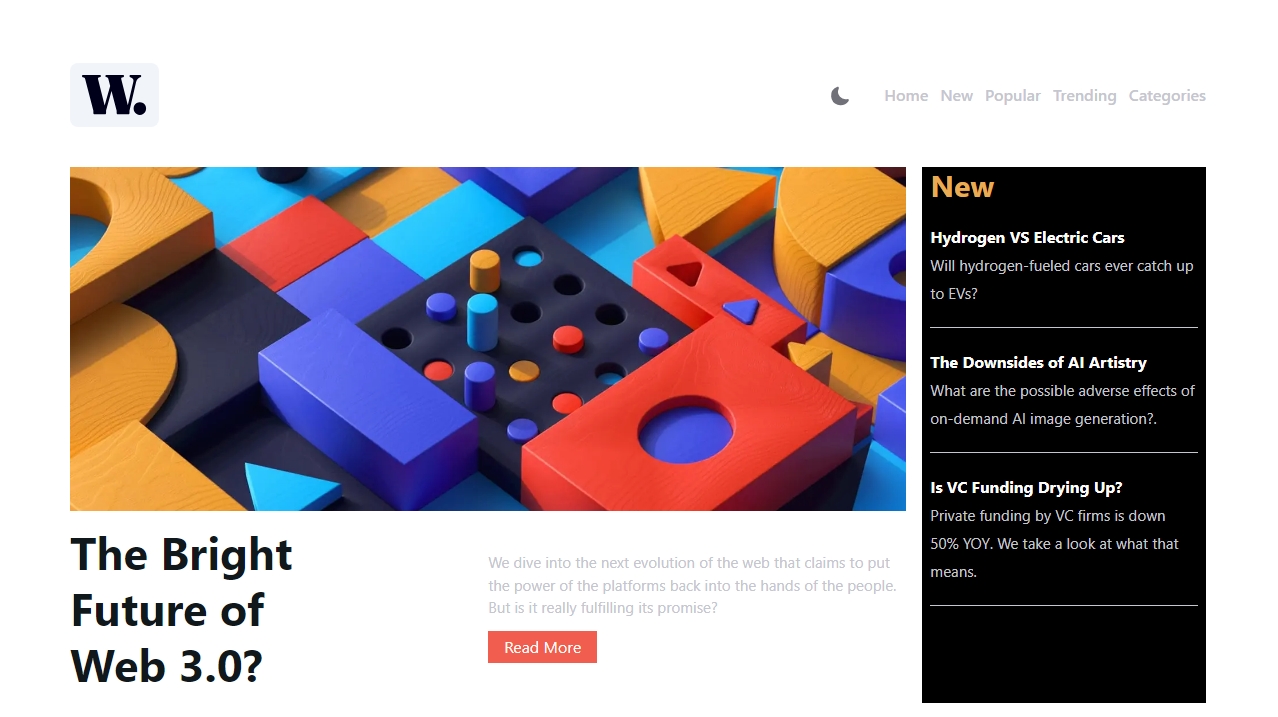 W.
Home New Popular Trending Categories
The Bright
Future of
Web 3.0?
We dive into the next evolution of the web that claims to put
the power of the platforms back into the hands of the people.
But is it really fulfilling its promise?
Read More
New
Hydrogen VS Electric Cars
Will hydrogen-fueled cars ever catch up
to EVs?
The Downsides of AI Artistry
What are the possible adverse effects of
on-demand AI image generation?.
Is VC Funding Drying Up?
Private funding by VC firms is down
50% YOY. We take a look at what that
means.